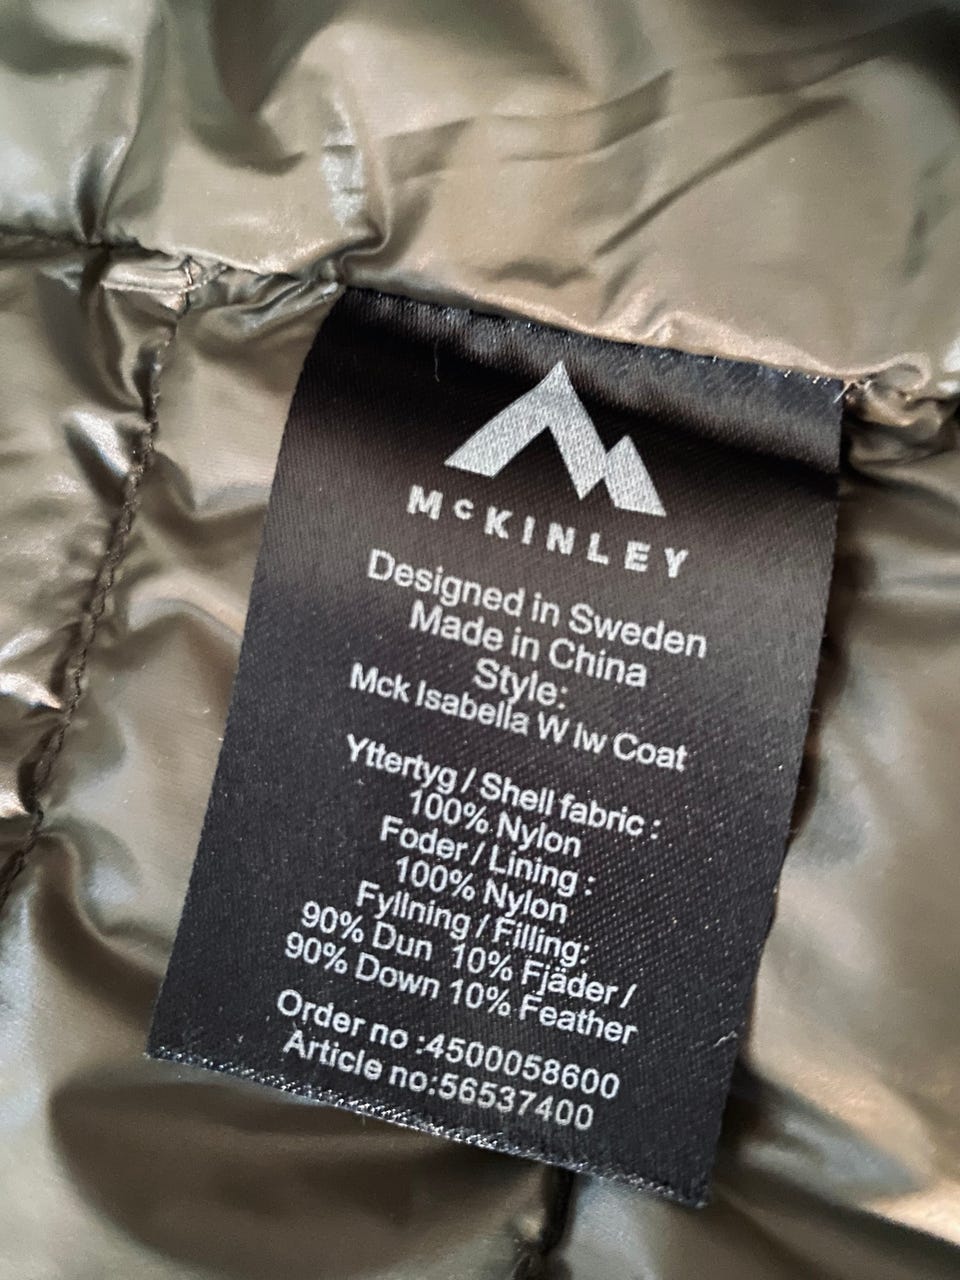 McKINLEY
Designed in Sweden
Made in China
Style:
Mck Isabella W lw Coat
Yttertyg / Shell fabric :
100% Nylon
Foder / Lining :
100% Nylon
Fyllning / Filling:
90% Dun 10% Fjäder /
90% Down 10% Feather
Order no :4500058600
Article no:56537400